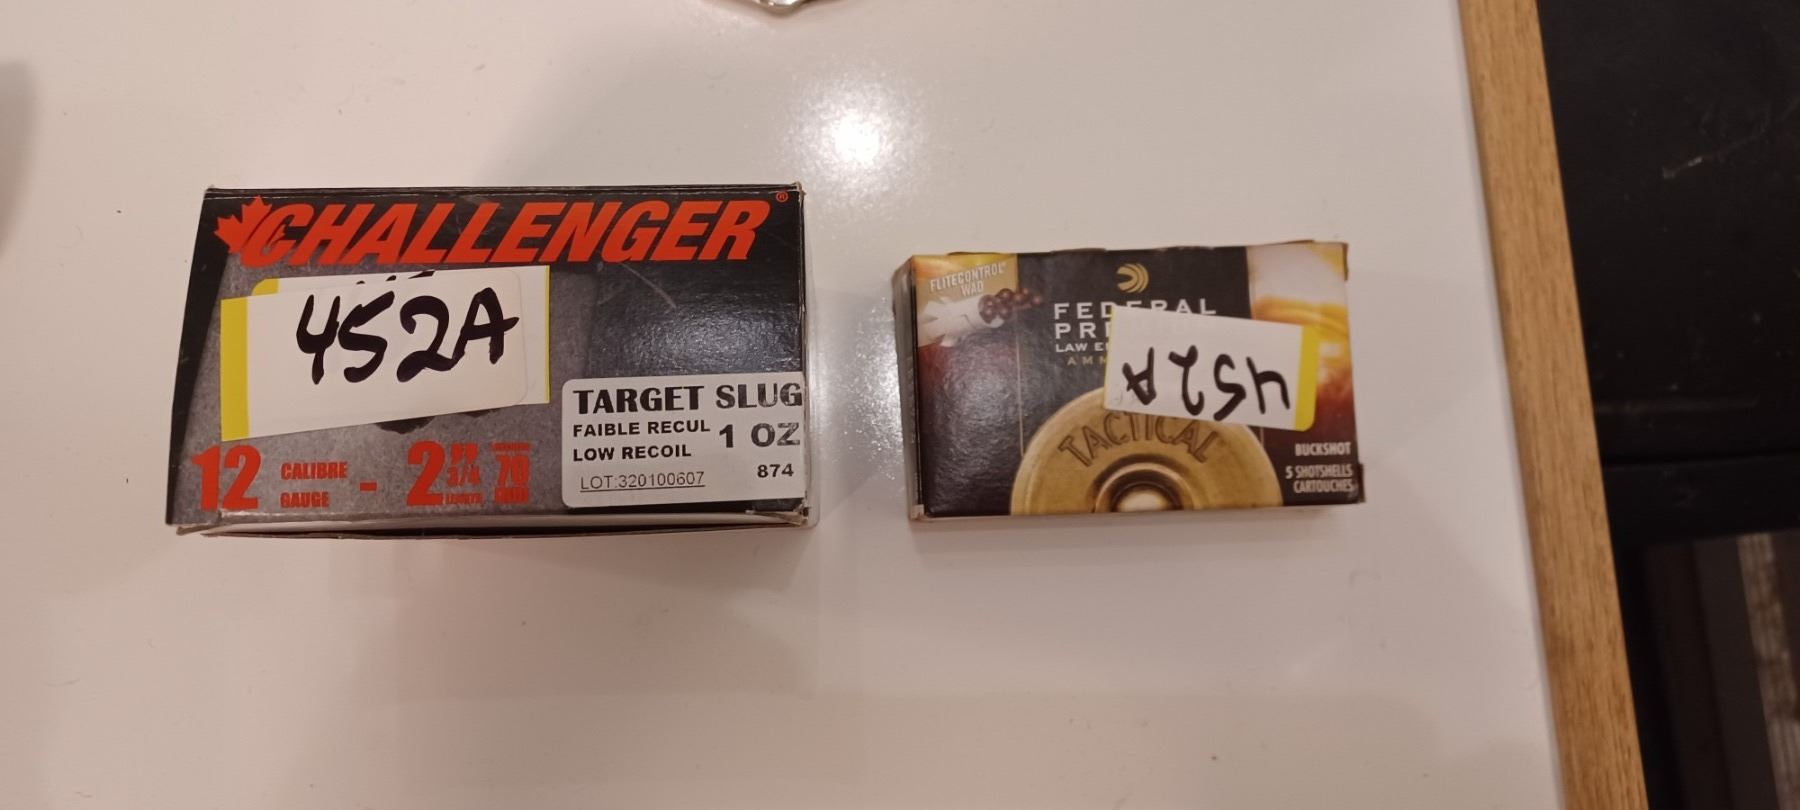 CHALLENGER®
452A
TARGET SLUG
FAIBLE RECUL
LOW RECOIL
1 OZ
LOT:320100607
874
12 CALIBRE GAUGE - 2" 3/4 70
FLITECONTROL®
WAD
FEDERAL
LAW
452A
TACTICAL
BUCKSHOT
5 SHOTSHELLS
CARTOUCHES